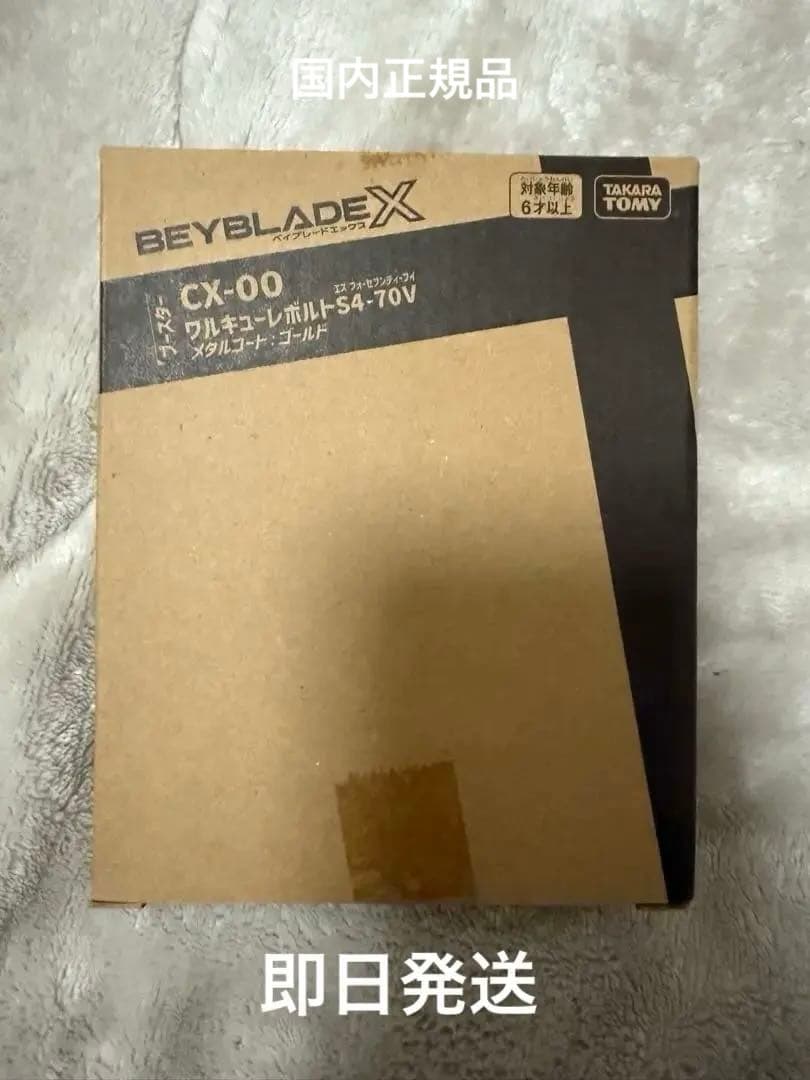 国内正規品
BEYBLADE X
ベイブレードエックス
対象年齢
6才以上
TAKARA
TOMY
ブースター
CX-00
エス フォーセブンティーブイ
ワルキューレボルトS4-70V
メタルコート:ゴールド
即日発送